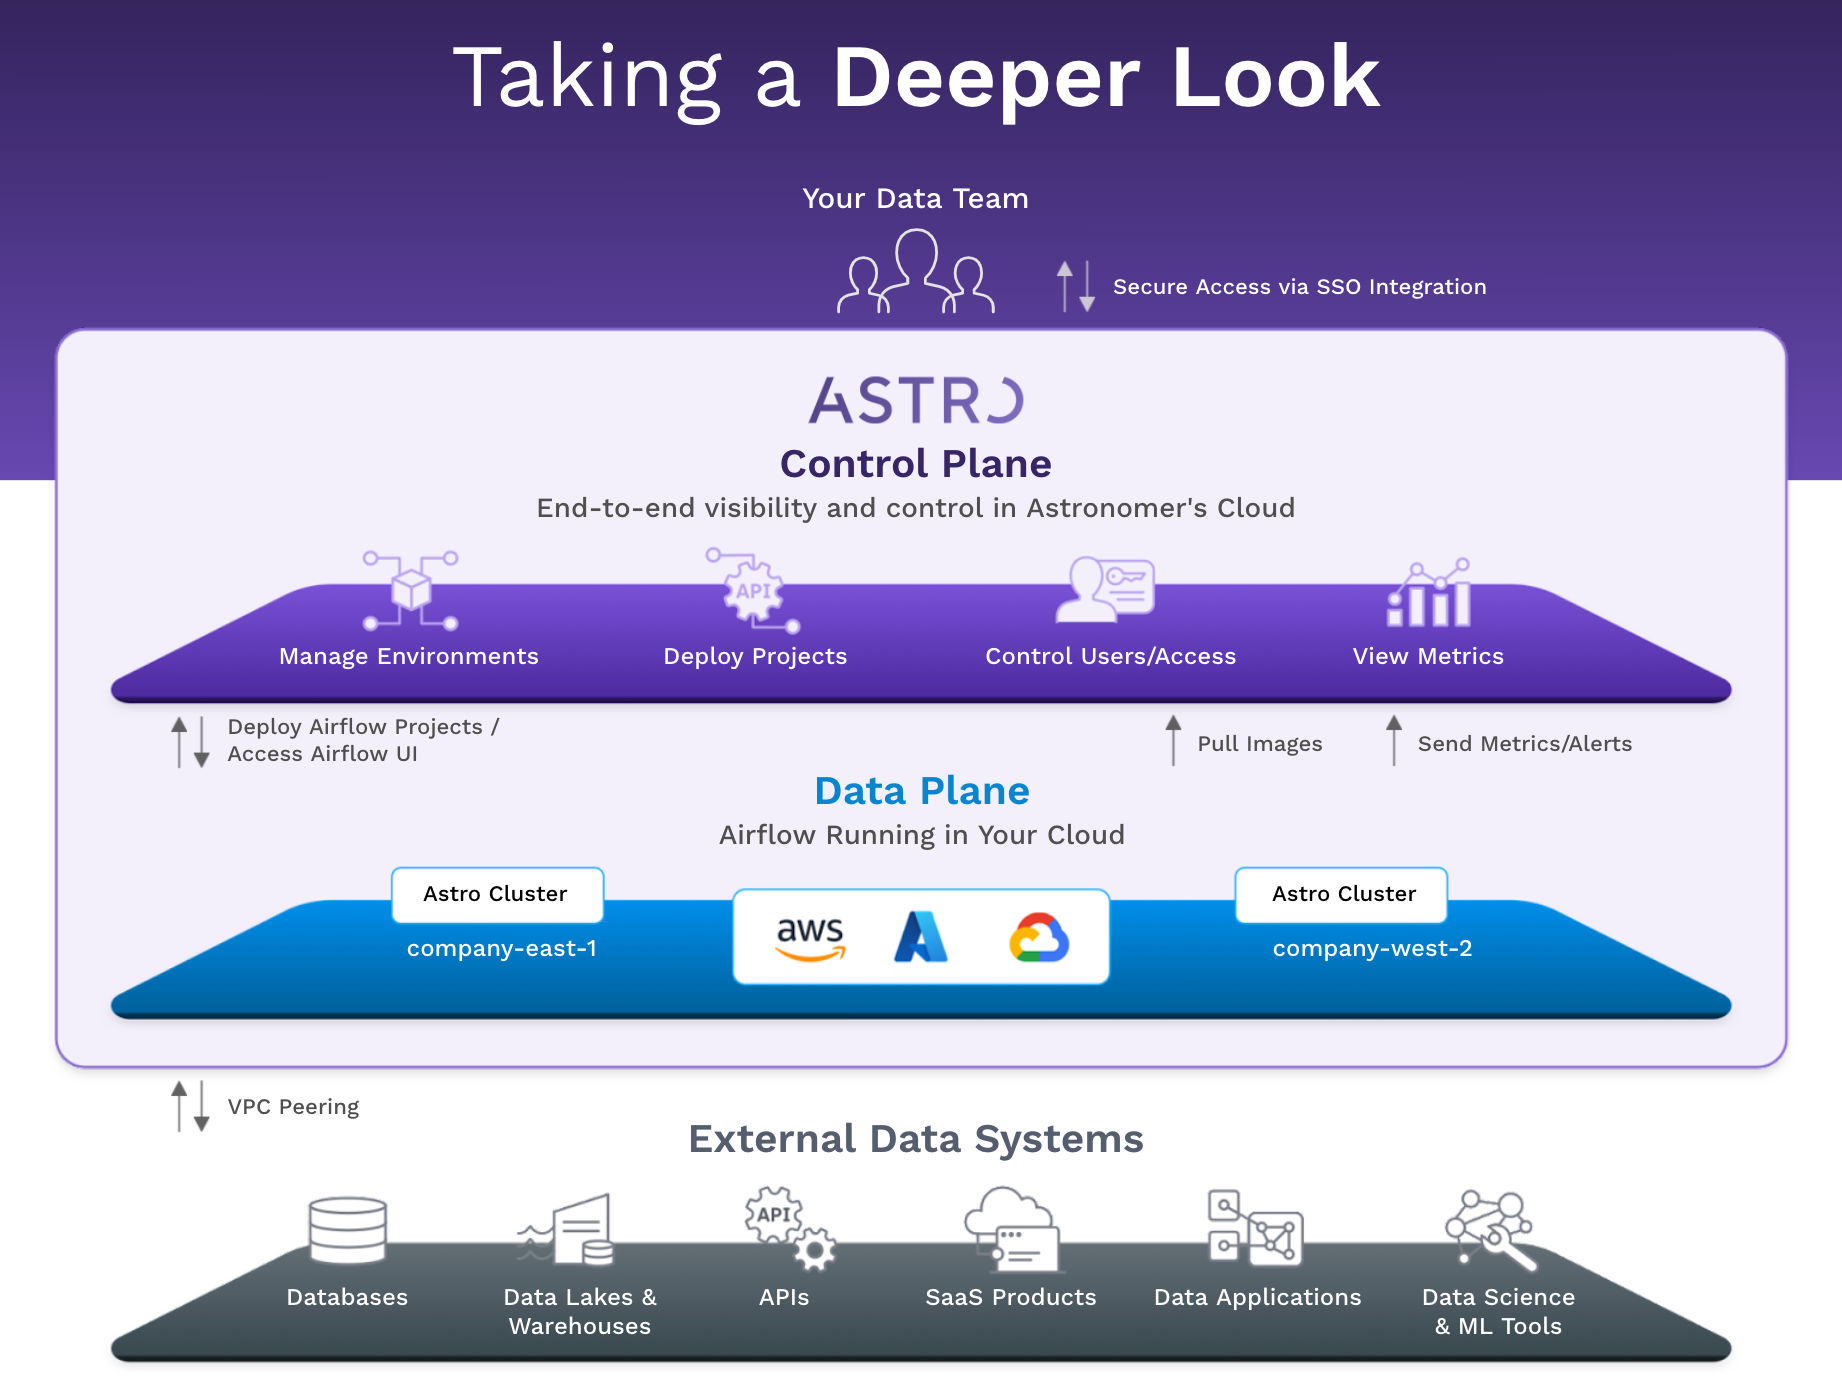 Taking a Deeper Look
Your Data Team
Secure Access via SSO Integration
ASTRO
Control Plane
End-to-end visibility and control in Astronomer's Cloud
API
Manage Environments
Deploy Projects
Control Users/Access
View Metrics
Deploy Airflow Projects /
Access Airflow UI
Pull Images
Send Metrics/Alerts
Data Plane
Airflow Running in Your Cloud
Astro Cluster
company-east-1
aws
Astro Cluster
company-west-2
VPC Peering
External Data Systems
API
Databases
Data Lakes &
Warehouses
APIs
SaaS Products
Data Applications
Data Science
& ML Tools